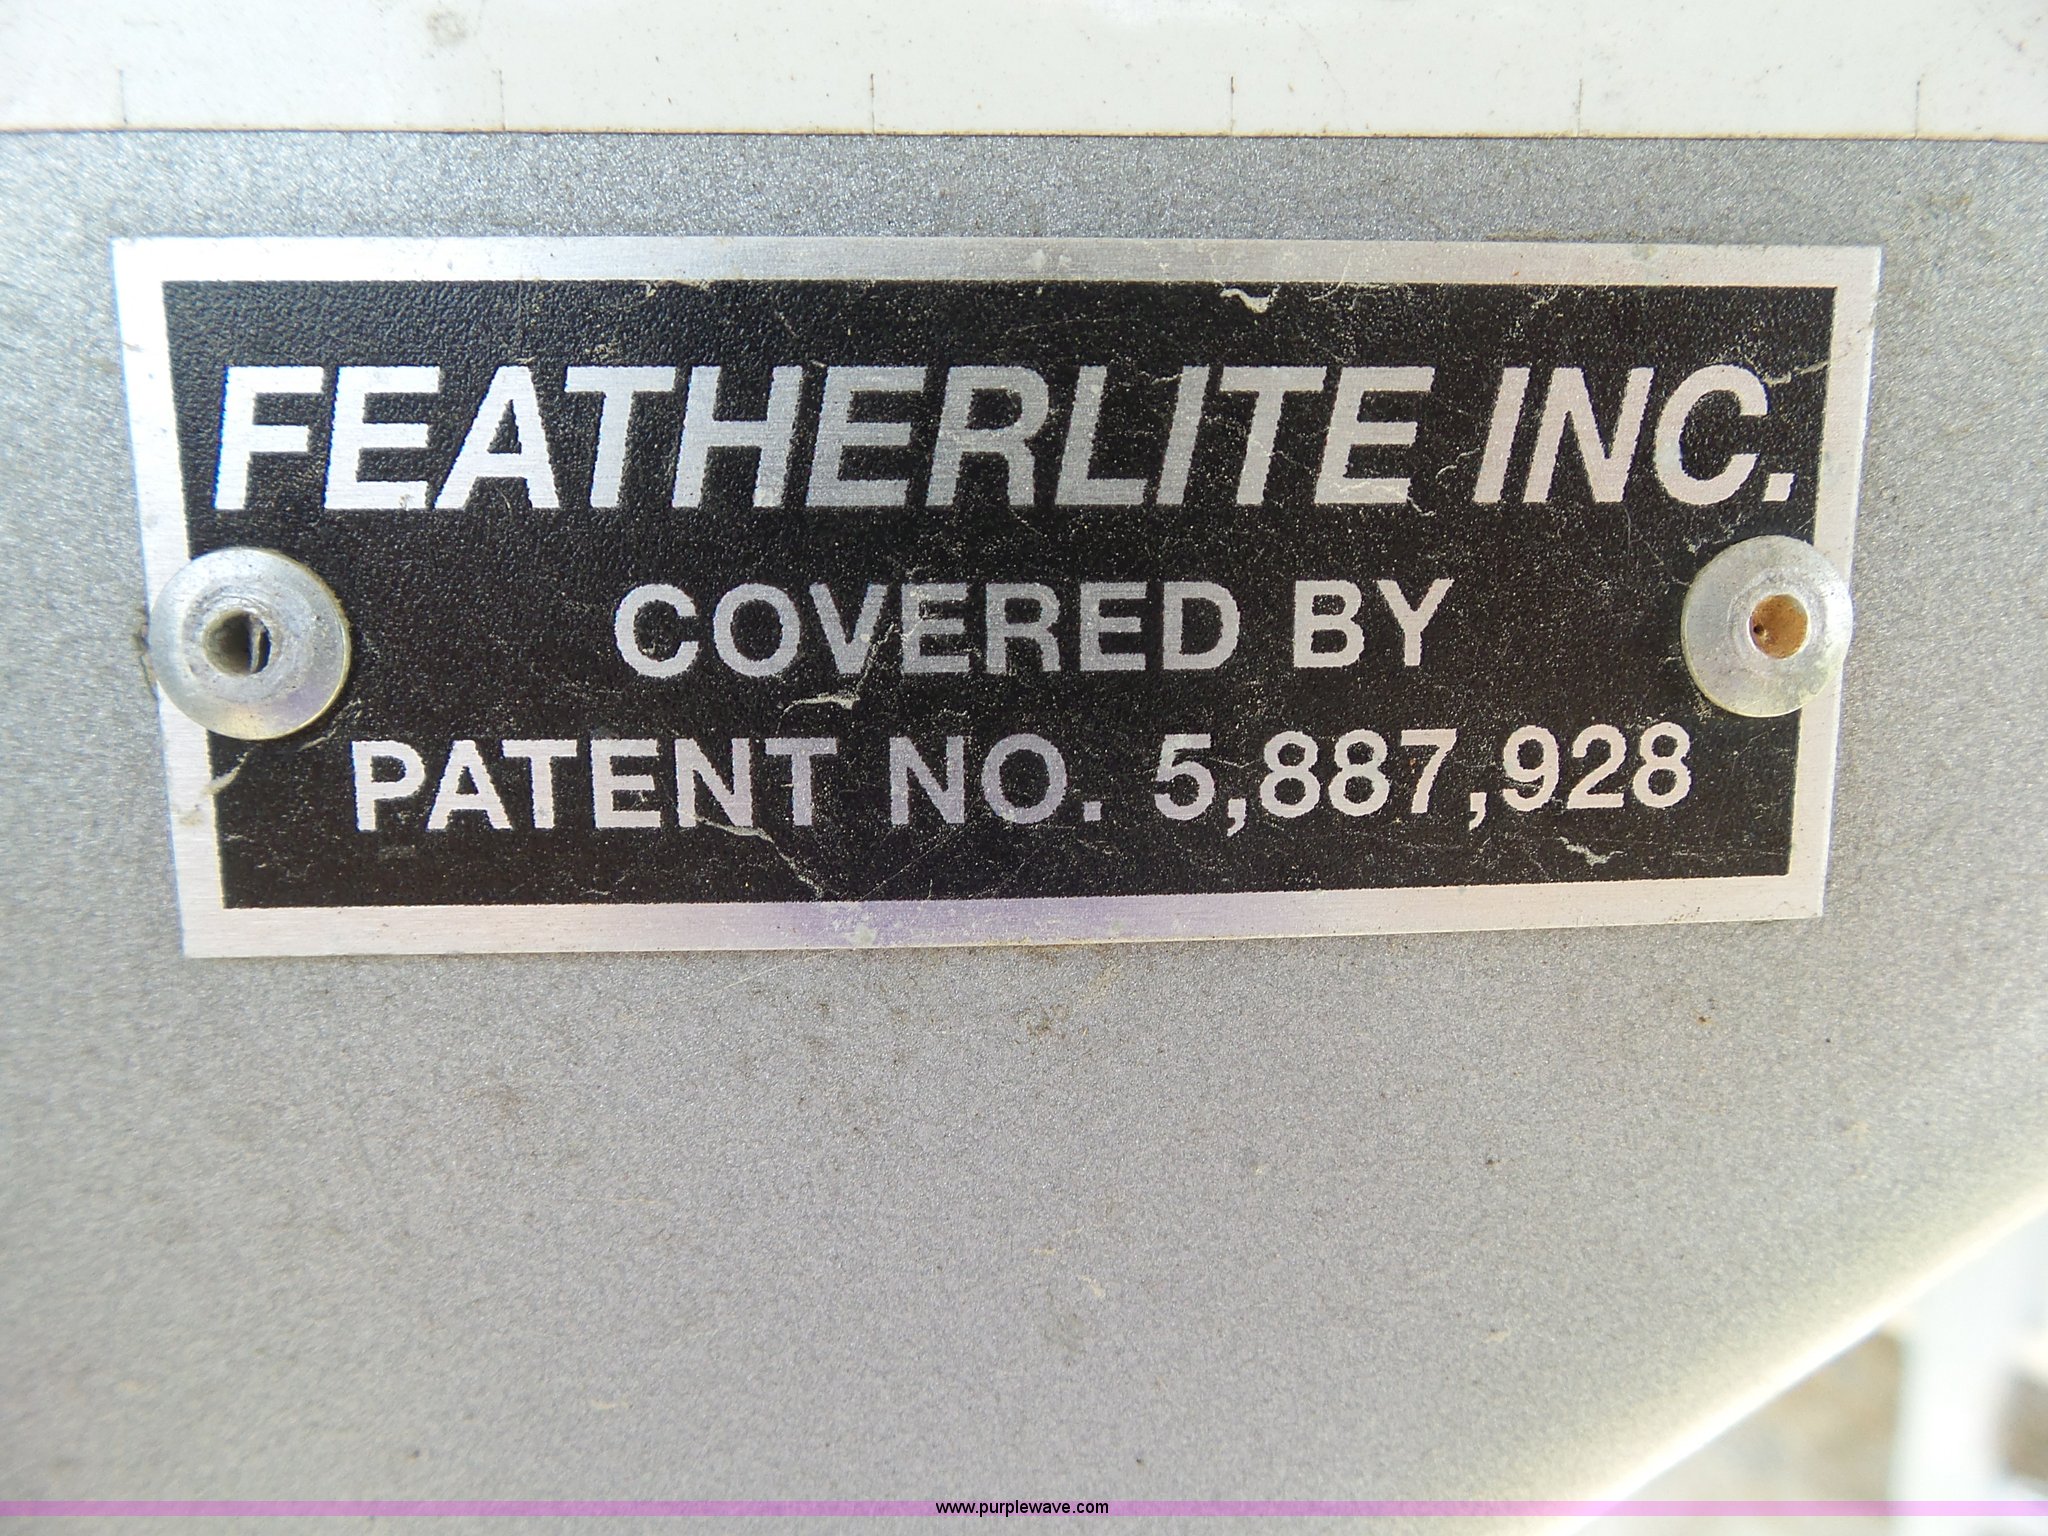 FEATHERLITE INC.
COVERED BY
PATENT NO. 5,887,928
www.purplewave.com